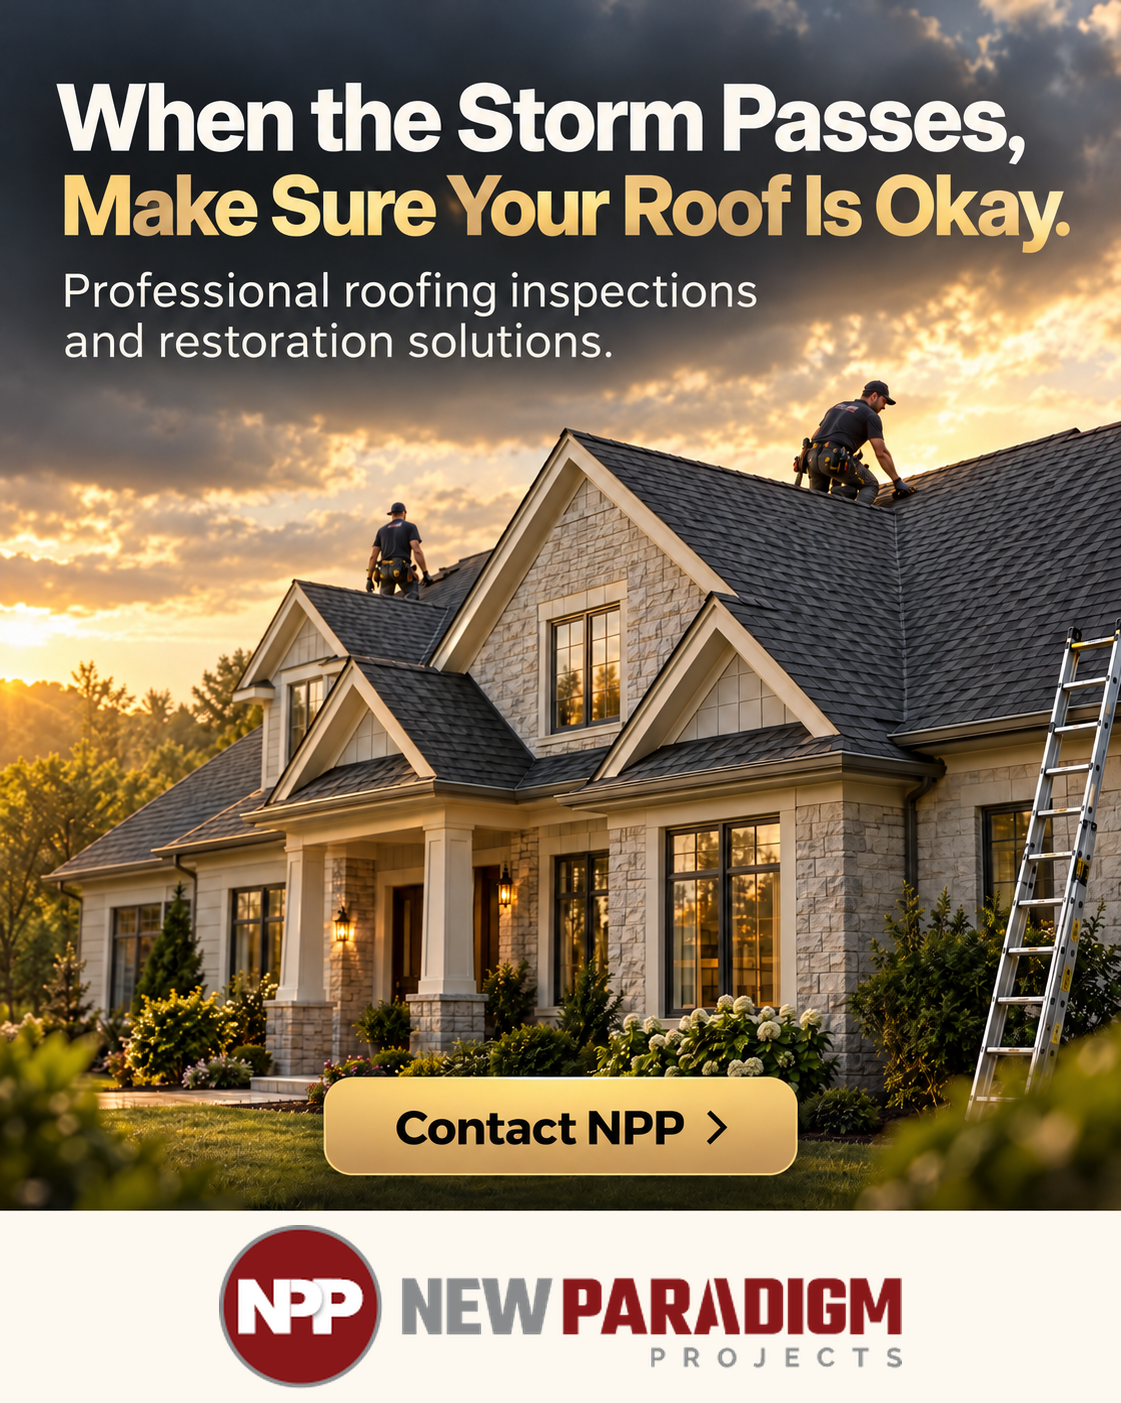 When the Storm Passes,
Make Sure Your Roof Is Okay.
Professional roofing inspections
and restoration solutions.
Contact NPP >
NPP
NEW PARADIGM
PROJECTS